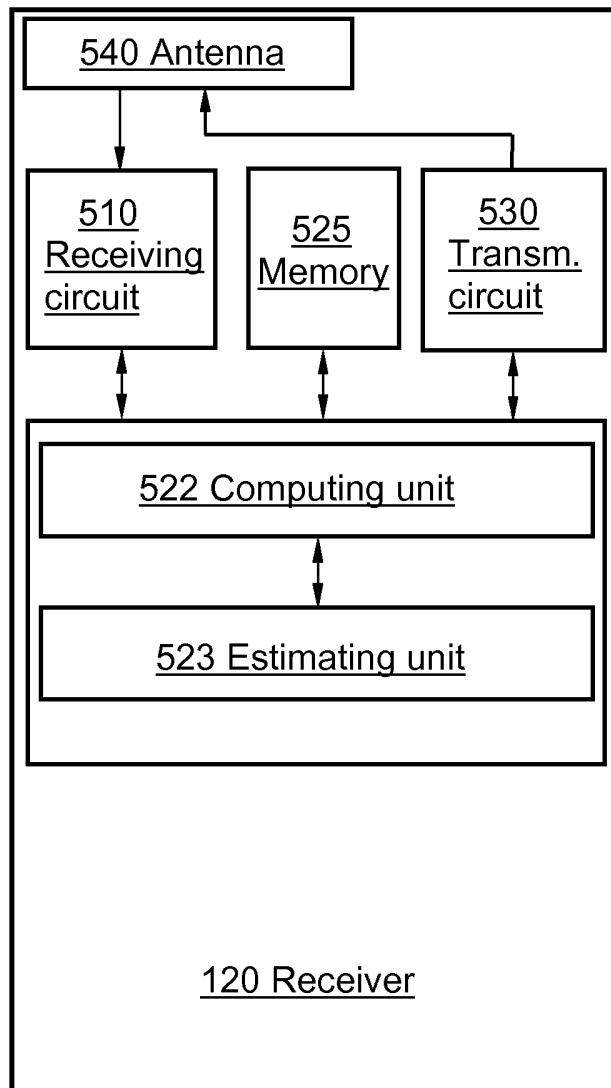 540 Antenna
510
Receiving
circuit
525
Memory
530
Transm.
circuit
522 Computing unit
523 Estimating unit
120 Receiver